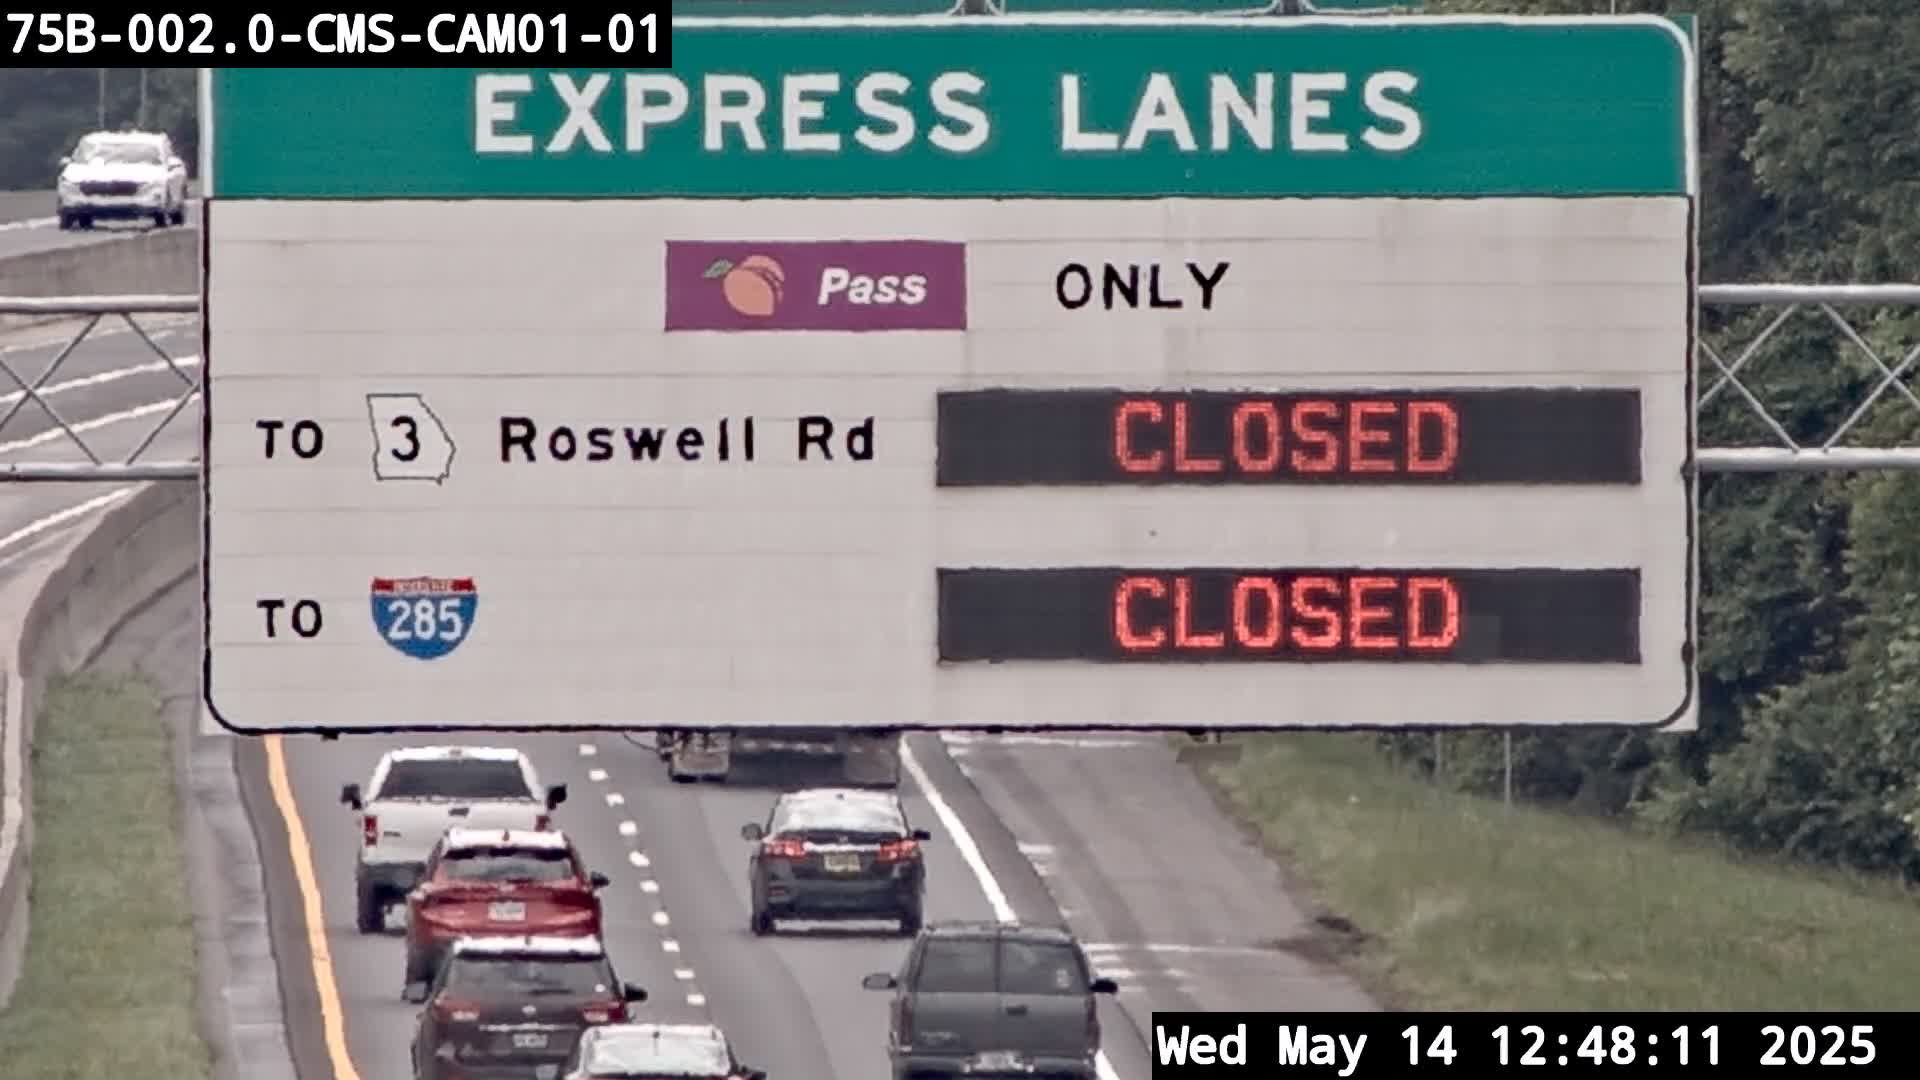 75B-002.0-CMS-CAM01-01
EXPRESS LANES
Pass ONLY
TO 3 Roswell Rd CLOSED
TO 285 CLOSED
Wed May 14 12:48:11 2025